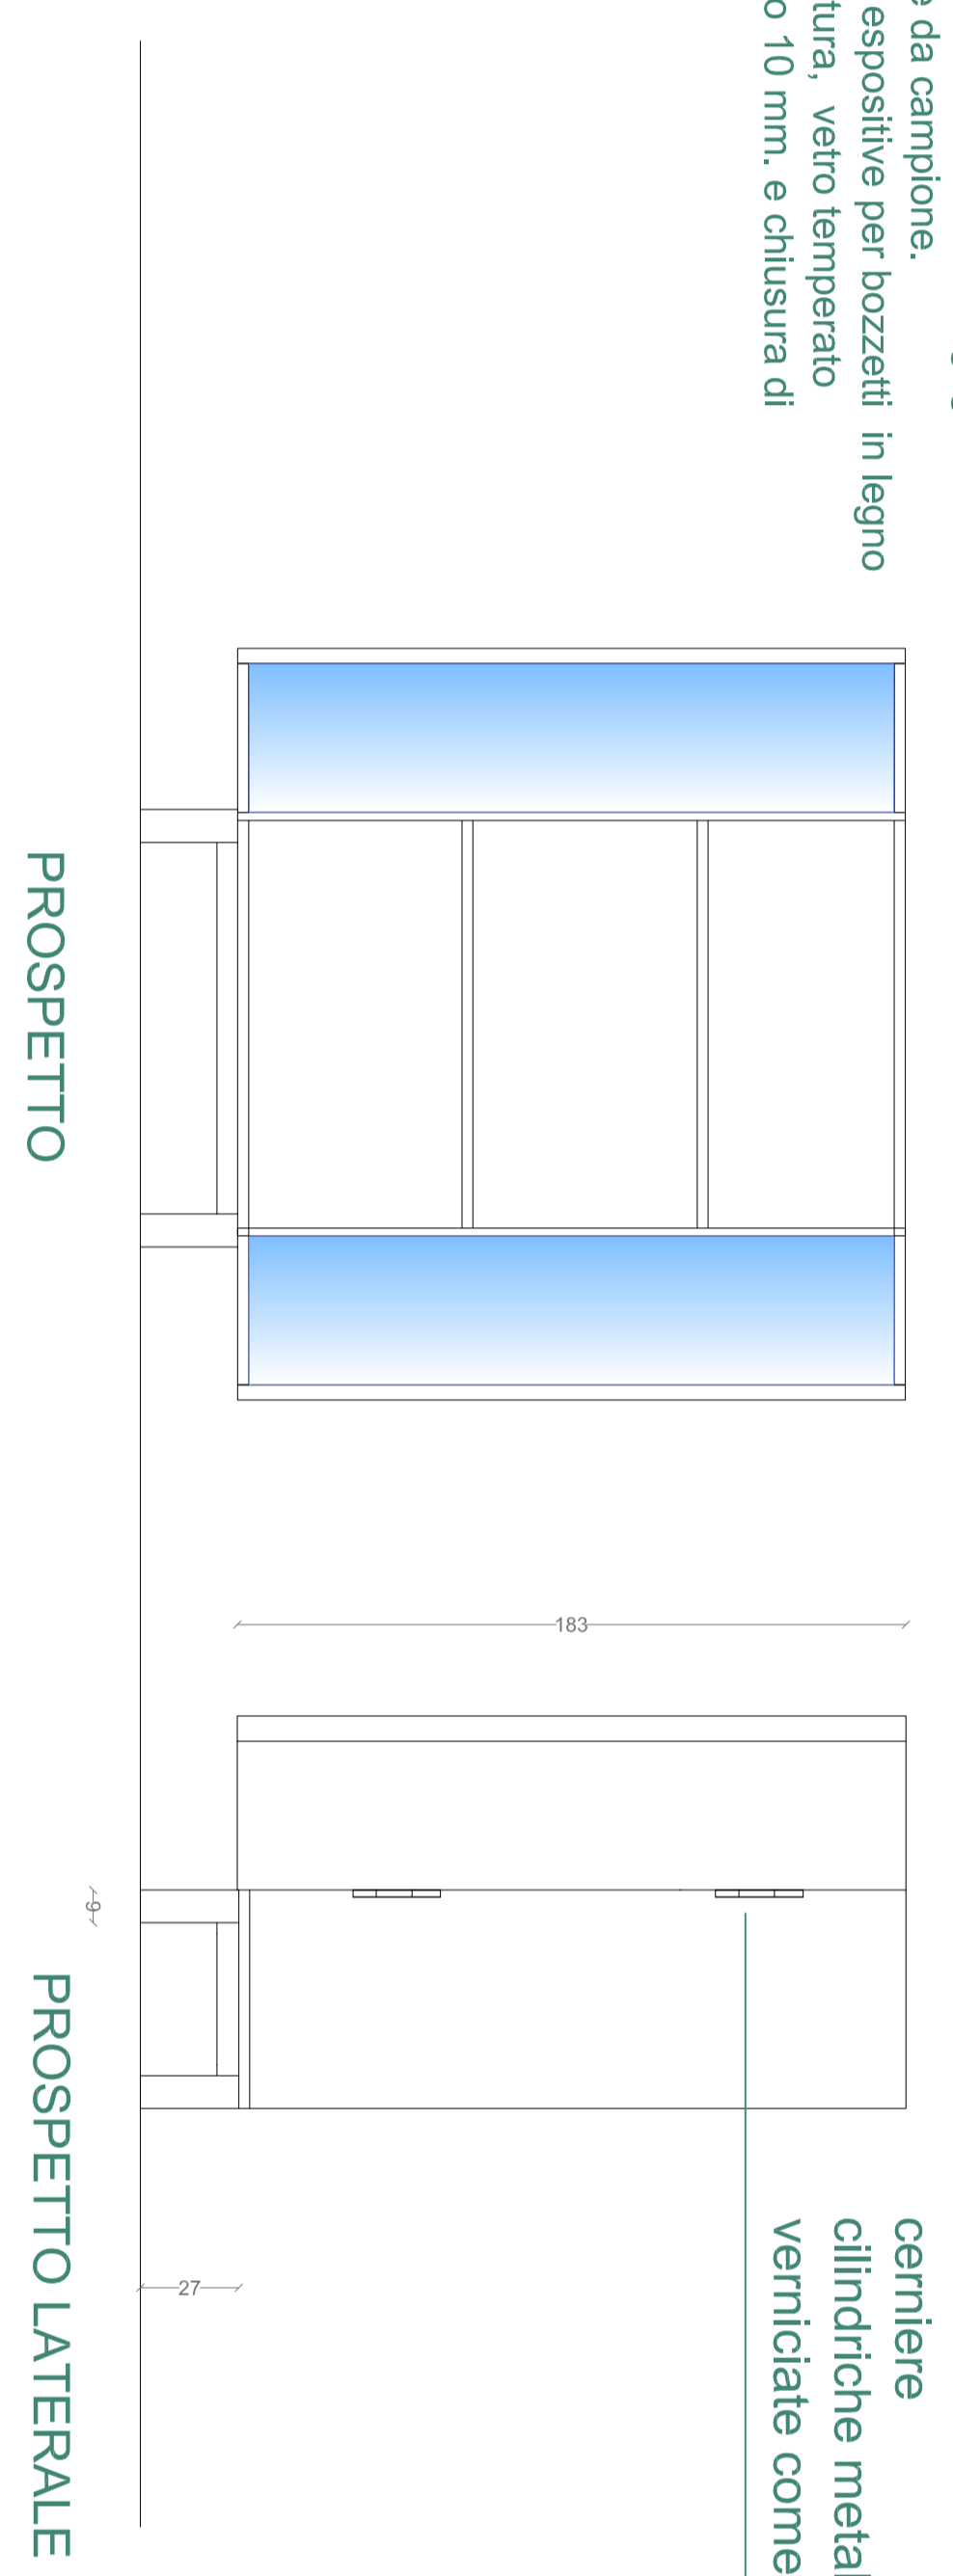 e da campione.
espositive per bozzetti in legno
tura, vetro temperato
o 10 mm. e chiusura di
183
cerniere
cilindriche metal
verniciate come
9
27
PROSPETTO
PROSPETTO LATERALE